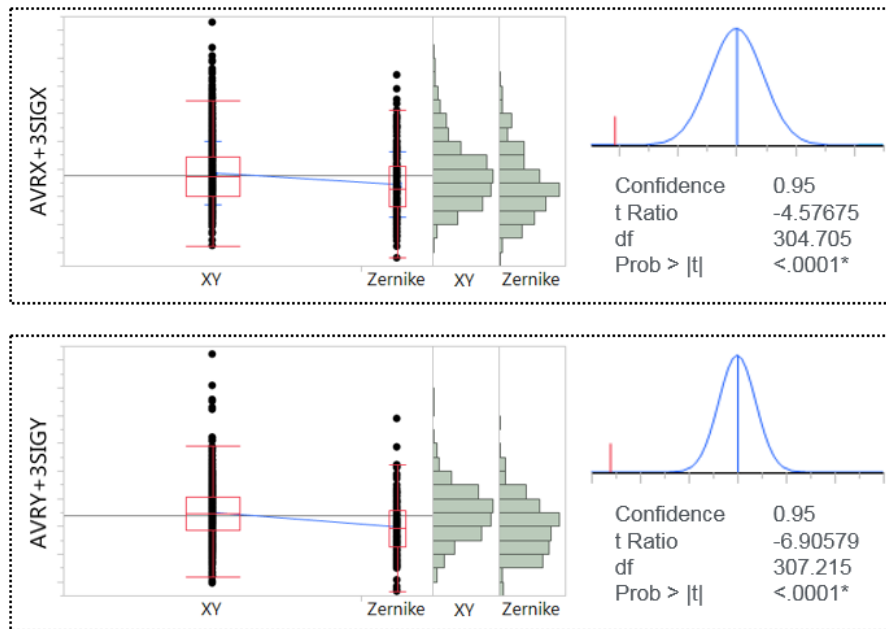 AVRX+3SIGX
XY
Zernike
XY
Zernike
Confidence 0.95
t Ratio -4.57675
df 304.705
Prob > |t| <.0001*
AVRY+3SIGY
XY
Zernike
XY
Zernike
Confidence 0.95
t Ratio -6.90579
df 307.215
Prob > |t| <.0001*